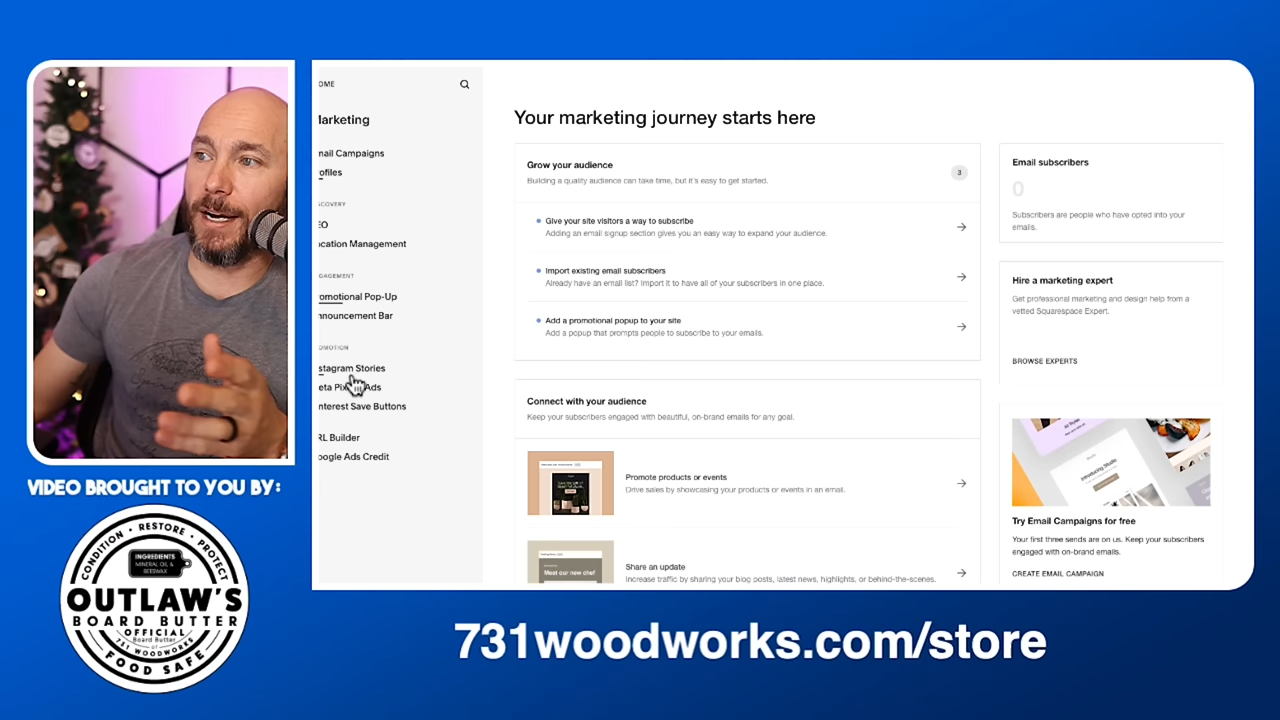 OME
Marketing
mail Campaigns
ofiles
COVERY
EO
ocation Management
GAGEMENT
omotional Pop-Up
nnouncement Bar
OMOTION
stagram Stories
eta Pix Ads
nterest Save Buttons
RL Builder
oogle Ads Credit
Your marketing journey starts here
Grow your audience
Building a quality audience can take time, but it's easy to get started.
3
Give your site visitors a way to subscribe
Adding an email signup section gives you an easy way to expand your audience.
Import existing email subscribers
Already have an email list? Import it to have all of your subscribers in one place.
Add a promotional popup to your site
Add a popup that prompts people to subscribe to your emails.
Connect with your audience
Keep your subscribers engaged with beautiful, on-brand emails for any goal.
Promote products or events
Drive sales by showcasing your products or events in an email.
Meet our new chef
Share an update
Increase traffic by sharing your blog posts, latest news, highlights, or behind-the-scenes.
Email subscribers
0
Subscribers are people who have opted into your
emails.
Hire a marketing expert
Get professional marketing and design help from a
vetted Squarespace Expert.
BROWSE EXPERTS
Introducing Studio
Try Email Campaigns for free
Your first three sends are on us. Keep your subscribers
engaged with on-brand emails.
CREATE EMAIL CAMPAIGN
VIDEO BROUGHT TO YOU BY:
CONDITION • RESTORE • PROTECT
INGREDIENTS
MINERAL OIL &
BEESWAX
OUTLAW'S
BOARD BUTTER
OFFICIAL
Board Butter
OF
731 WOODWORKS
FOOD SAFE
731woodworks.com/store